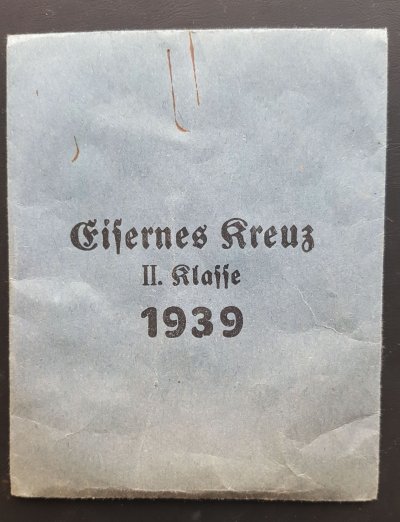 Eisernes Kreuz
II. Klasse
1939